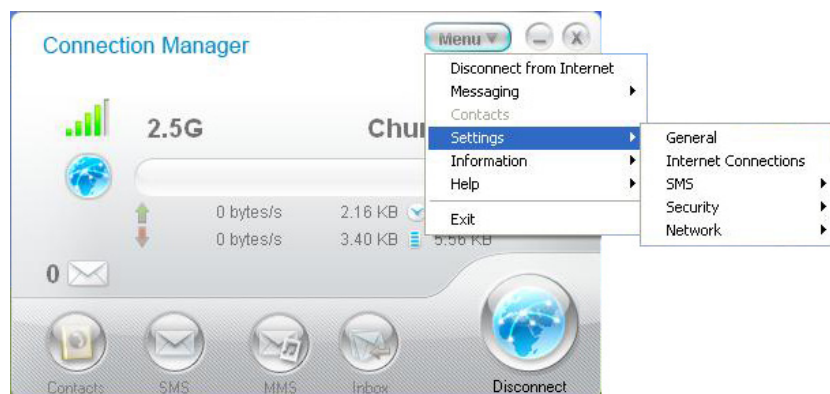 Connection Manager
Menu
Disconnect from Internet
Messaging
Contacts
Settings
Information
Help
Exit
General
Internet Connections
SMS
Security
Network
2.5G
Chu
0 bytes/s 2.16 KB
0 bytes/s 3.40 KB 5.56 KB
0
Contacts SMS MMS Inbox Disconnect